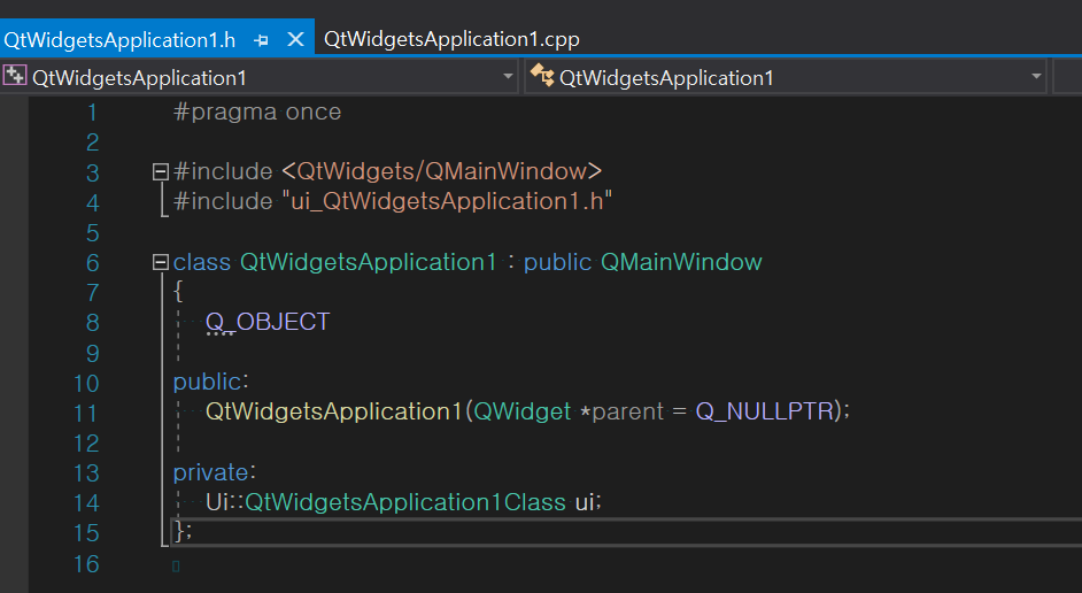 QtWidgetsApplication1.h QtWidgetsApplication1.cpp
QtWidgetsApplication1 QtWidgetsApplication1
1 #pragma once
2
3 #include <QtWidgets/QMainWindow>
4 #include "ui_QtWidgetsApplication1.h"
5
6 class QtWidgetsApplication1 : public QMainWindow
7 {
8 Q_OBJECT
9
10 public:
11 QtWidgetsApplication1(QWidget *parent = Q_NULLPTR);
12
13 private:
14 Ui::QtWidgetsApplication1Class ui;
15 };
16